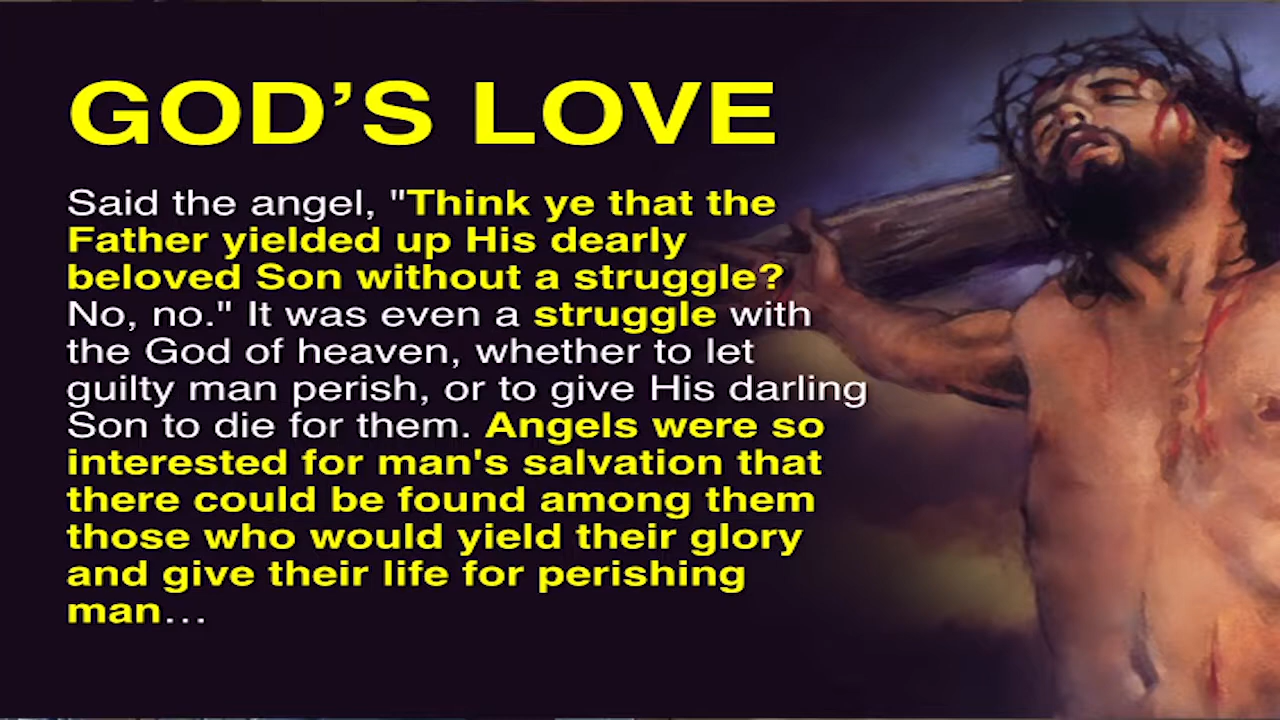 GOD’S LOVE
Said the angel, "Think ye that the
Father yielded up His dearly
beloved Son without a struggle?
No, no." It was even a struggle with
the God of heaven, whether to let
guilty man perish, or to give His darling
Son to die for them. Angels were so
interested for man's salvation that
there could be found among them
those who would yield their glory
and give their life for perishing
man…